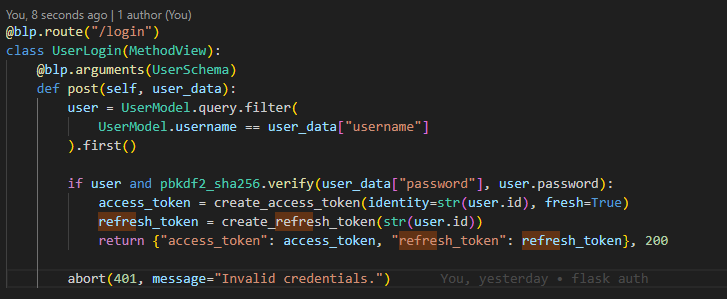 You, 8 seconds ago | 1 author (You)
@blp.route("/login")
class UserLogin(MethodView):
    @blp.arguments(UserSchema)
    def post(self, user_data):
        user = UserModel.query.filter(
            UserModel.username == user_data["username"]
        ).first()

        if user and pbkdf2_sha256.verify(user_data["password"], user.password):
            access_token = create_access_token(identity=str(user.id), fresh=True)
            refresh_token = create_refresh_token(str(user.id))
            return {"access_token": access_token, "refresh_token": refresh_token}, 200

        abort(401, message="Invalid credentials.")     You, yesterday • flask auth